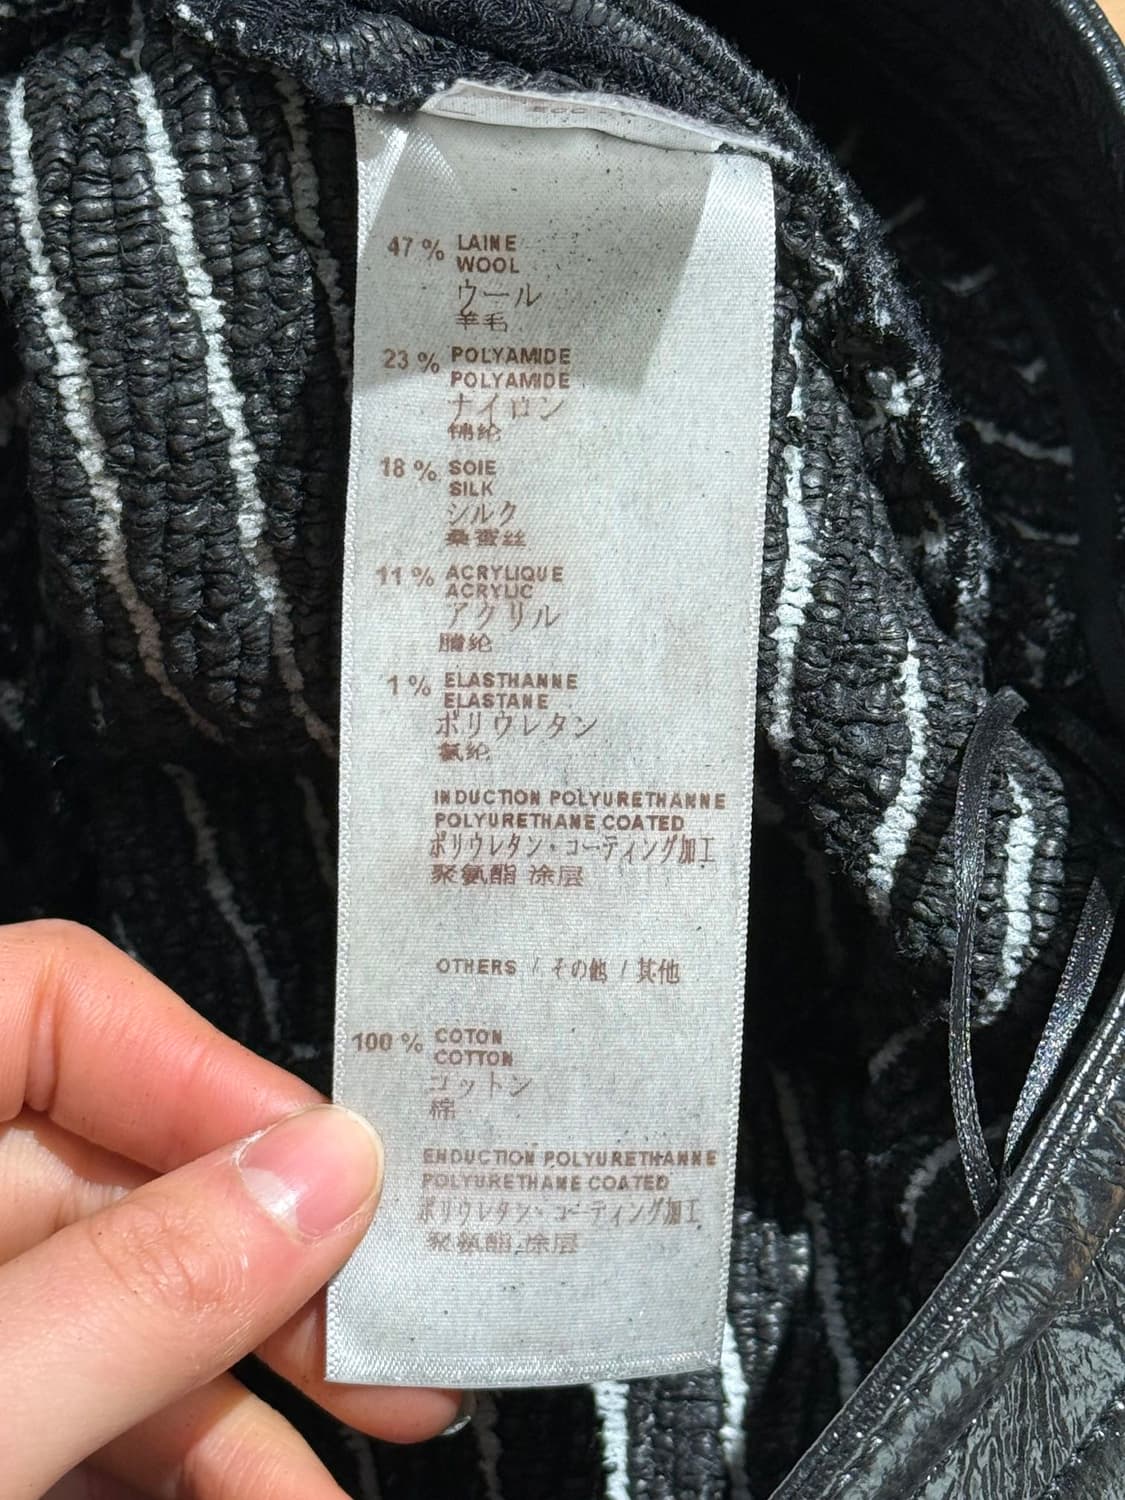 47 % LAINE
WOOL
ウール
羊毛
23 % POLYAMIDE
POLYAMIDE
ナイロン
锦纶
18 % SOIE
SILK
シルク
桑蚕丝
11 % ACRYLIQUE
ACRYLIC
アクリル
腈纶
1 % ELASTHANNE
ELASTANE
ポリウレタン
氨纶
INDUCTION POLYURETHANNE
POLYURETHANE COATED
ポリウレタン・コーティング加工
聚氨酯 涂层
OTHERS / その他 / 其他
100 % COTON
COTTON
コットン
棉
ENDUCTION POLYURETHANNE
POLYURETHANE COATED
ポリウレタン・コーティング加工
聚氨酯 涂层